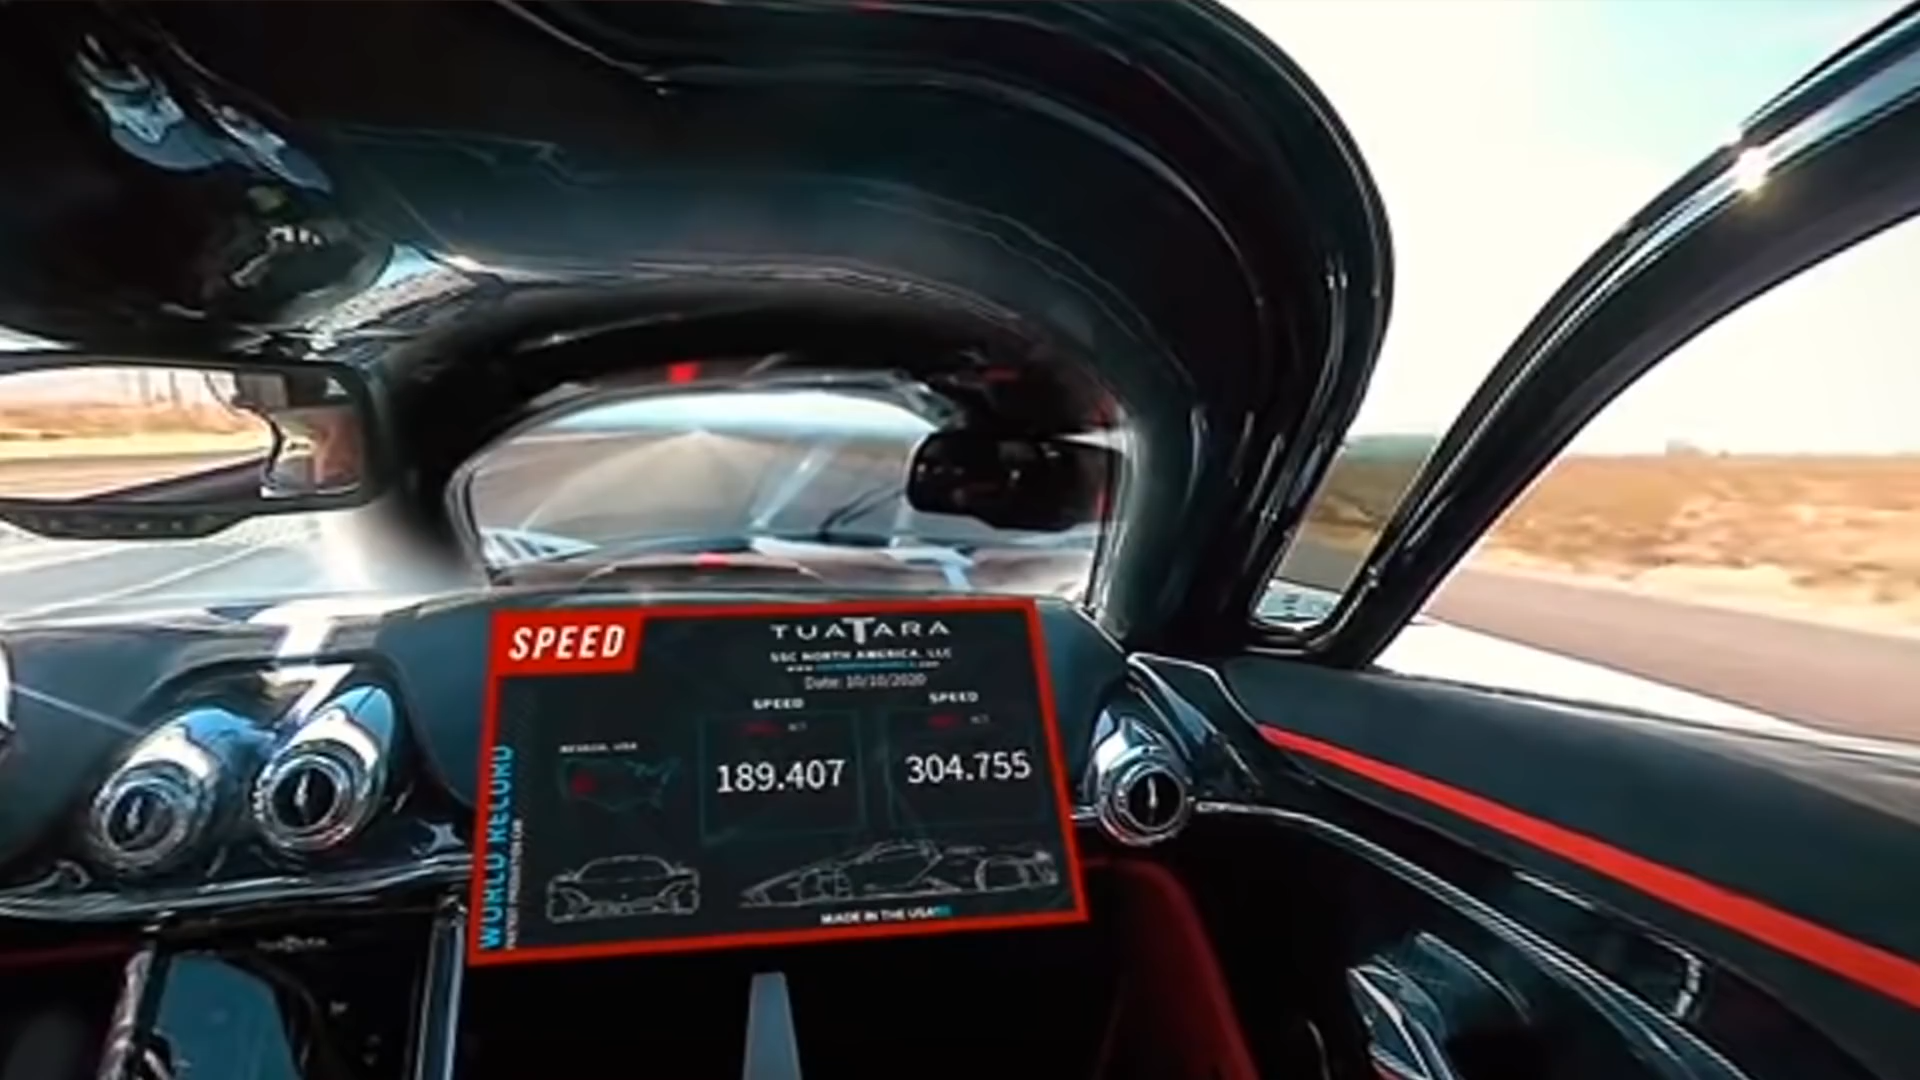 SPEED
TUATARA
SSC NORTH AMERICA, LLC
Date: 10/10/2020
SPEED
SPEED
NEVADA, USA
189.407
304.755
WORLD RECORD
MADE IN THE USA